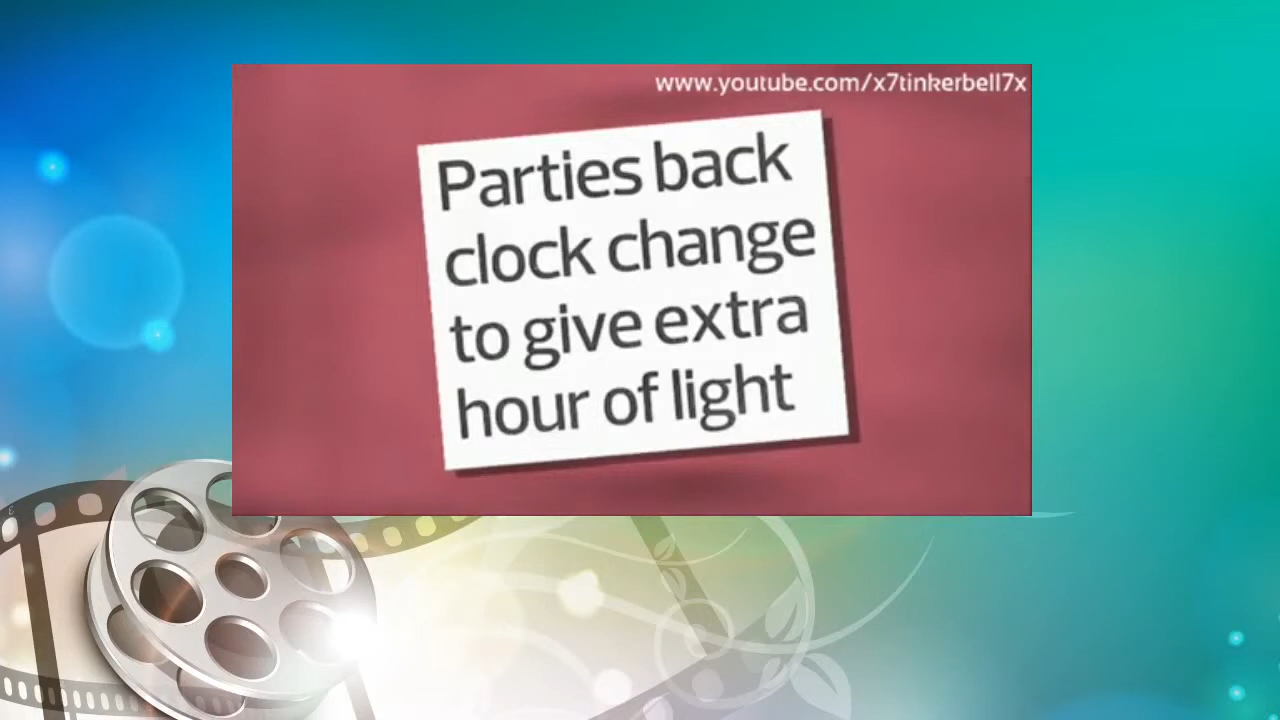 www.youtube.com/x7tinkerbell7x
Parties back
clock change
to give extra
hour of light